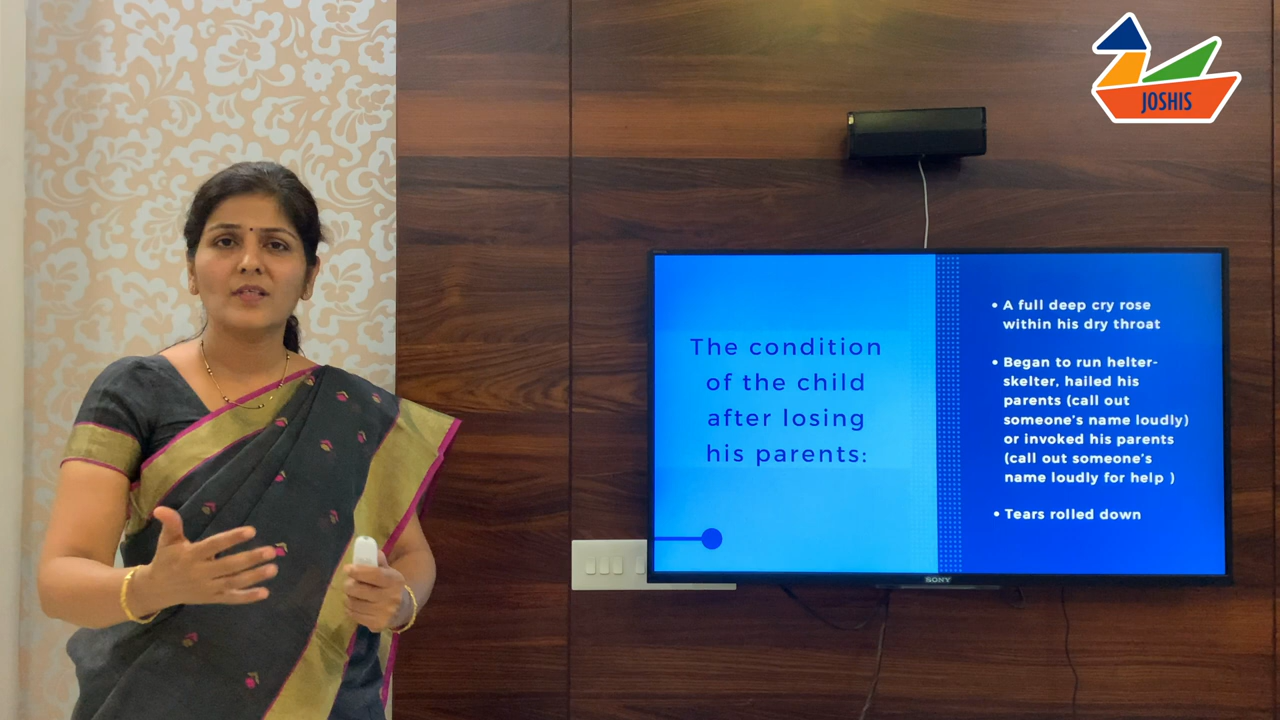 JOSHIS
The condition
of the child
after losing
his parents:
• A full deep cry rose
within his dry throat
• Began to run helter-
skelter, hailed his
parents (call out
someone's name loudly)
or invoked his parents
(call out someone's
name loudly for help )
• Tears rolled down
SONY